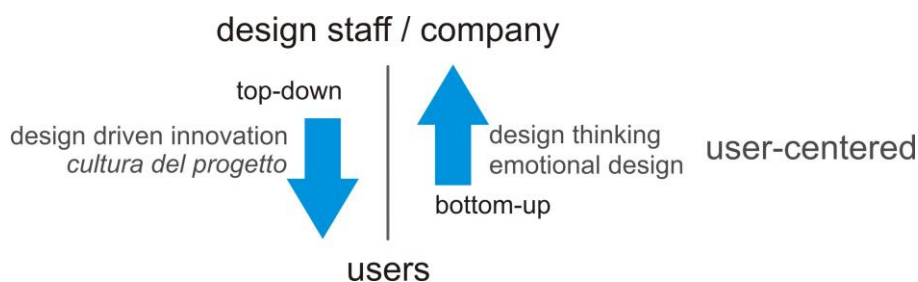 design staff / company
top-down
design driven innovation
cultura del progetto
design thinking
emotional design
user-centered
bottom-up
users